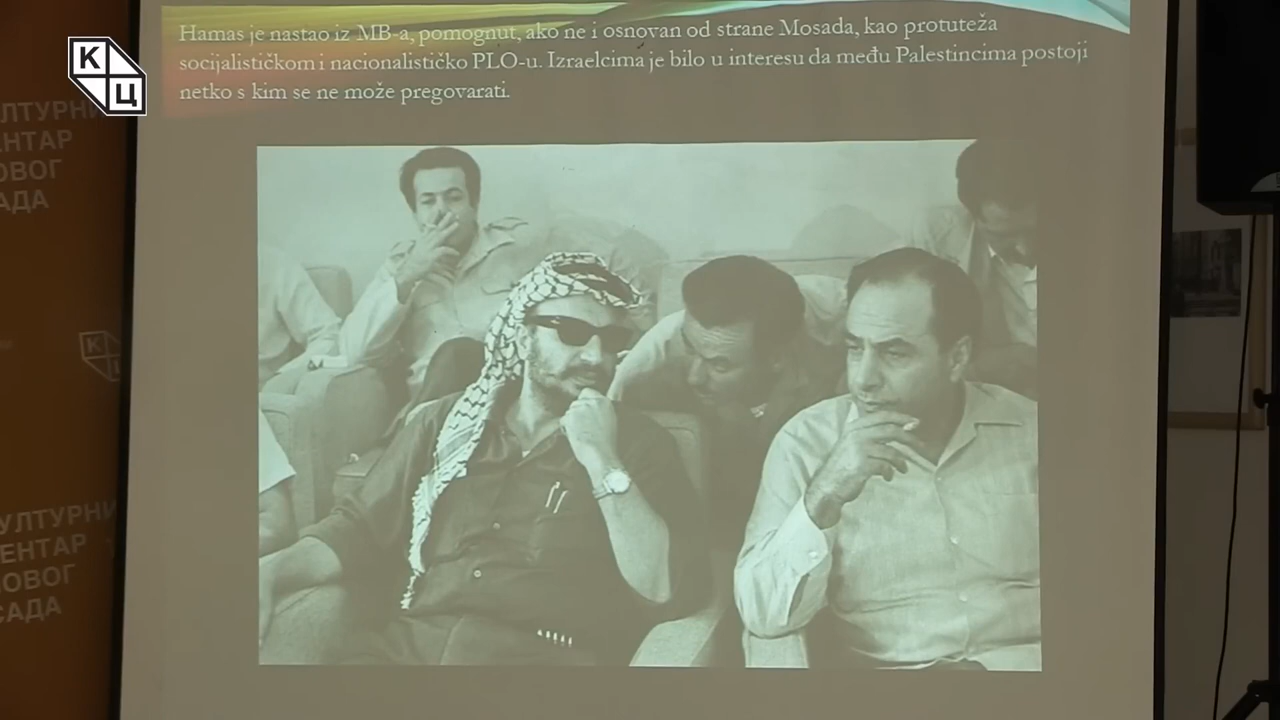 Hamas je nastao iz MB-a, pomognut, ako ne i osnovan od strane Mosada, kao protuteža
socijalističkom i nacionalističko PLO-u. Izraelcima je bilo u interesu da među Palestincima postoji
netko s kim se ne može pregovarati.
К
Ц
УЛТУРНИ
ЕНТАР
ОВОГ
АДА
К
Ц
УЛТУРНИ
ЕНТАР
ОВОГ
САДА